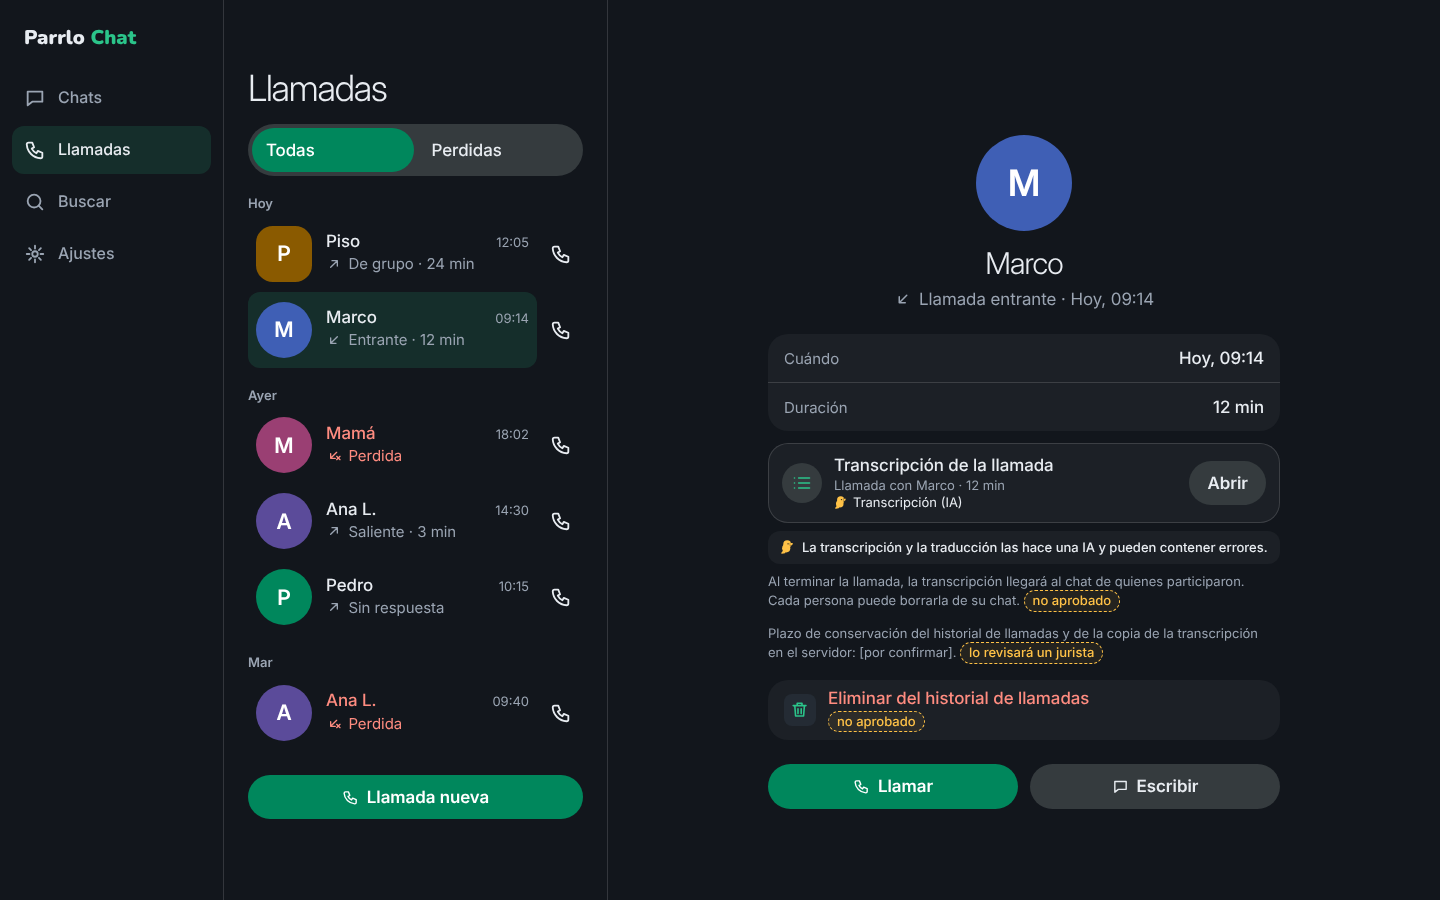 Parrlo Chat
Chats
Llamadas
Buscar
Ajustes
Llamadas
Todas
Perdidas
Hoy
P
Piso
12:05
De grupo · 24 min
M
Marco
09:14
Entrante · 12 min
Ayer
M
Mamá
18:02
Perdida
A
Ana L.
14:30
Saliente · 3 min
P
Pedro
10:15
Sin respuesta
Mar
A
Ana L.
09:40
Perdida
Llamada nueva
M
Marco
Llamada entrante · Hoy, 09:14
Cuándo
Hoy, 09:14
Duración
12 min
Transcripción de la llamada
Llamada con Marco · 12 min
Transcripción (IA)
Abrir
La transcripción y la traducción las hace una IA y pueden contener errores.
Al terminar la llamada, la transcripción llegará al chat de quienes participaron.
Cada persona puede borrarla de su chat. no aprobado
Plazo de conservación del historial de llamadas y de la copia de la transcripción
en el servidor: [por confirmar]. lo revisará un jurista
Eliminar del historial de llamadas
no aprobado
Llamar
Escribir